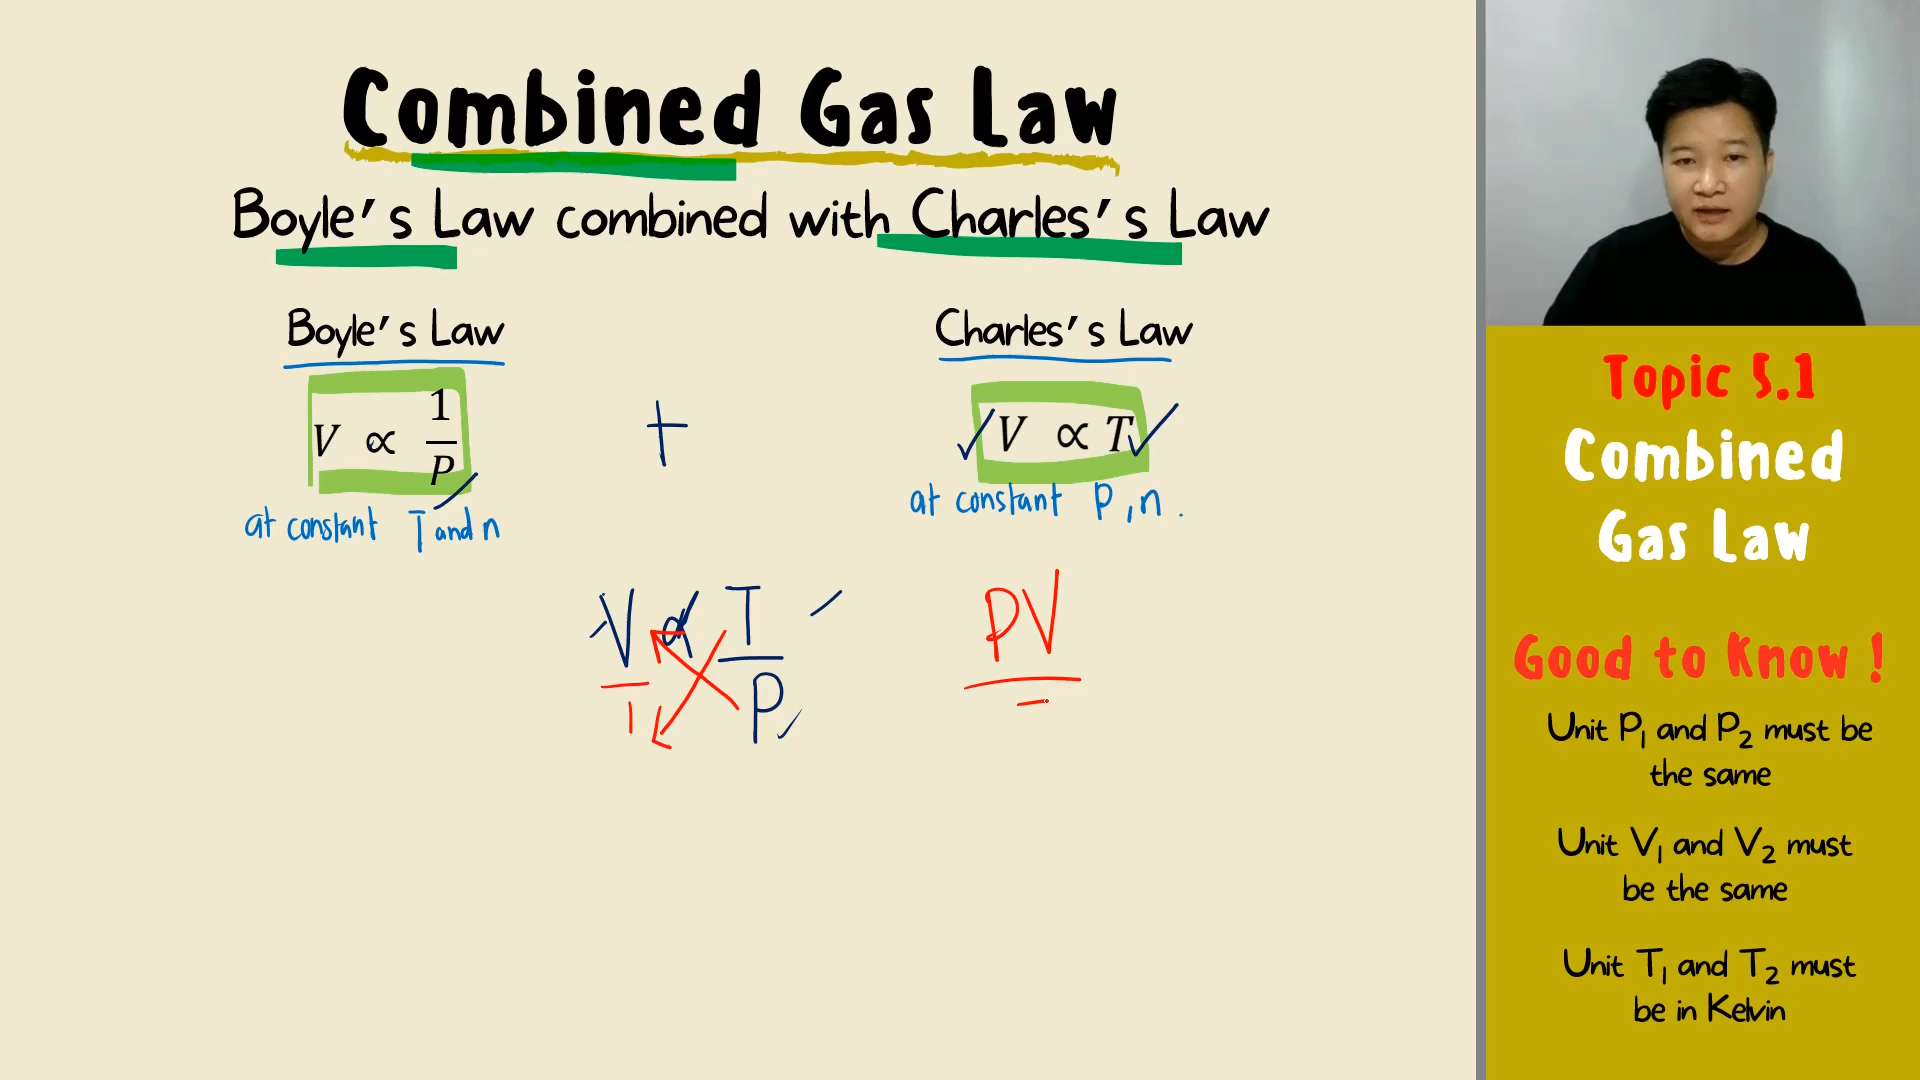 Combined Gas Law
Boyle's Law combined with Charles's Law
Boyle's Law
V ∝ 1/P
at constant T and n
+
Charles's Law
V ∝ T
at constant P, n.
V/1 ∝ T/P
PV
Topic 5.1
Combined
Gas Law
Good to Know !
Unit P₁ and P₂ must be
the same
Unit V₁ and V₂ must
be the same
Unit T₁ and T₂ must
be in Kelvin